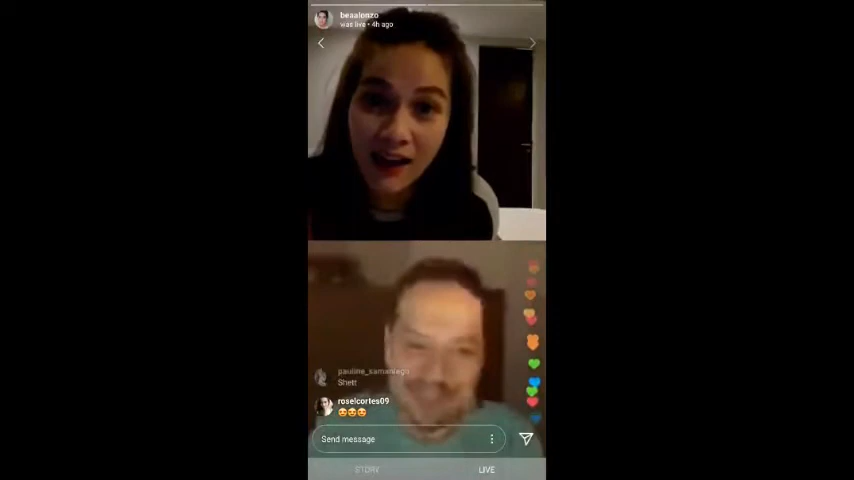 beaalonzo
was live • 4h ago
pauline_samaniego
Shett
roselcortes09
Send message
STORY
LIVE